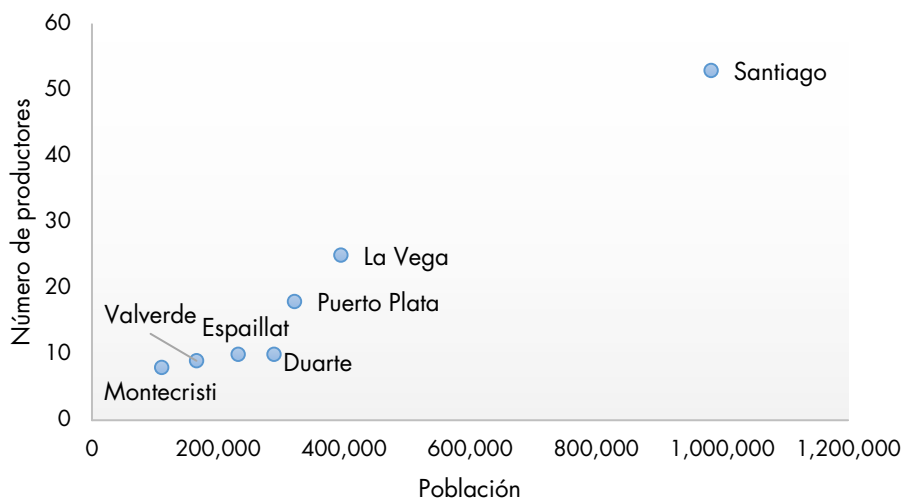 60
50
40
30
20
10
0
Número de productores
Santiago
La Vega
Puerto Plata
Valverde
Espaillat
Duarte
Montecristi
0 200,000 400,000 600,000 800,000 1,000,000 1,200,000
Población